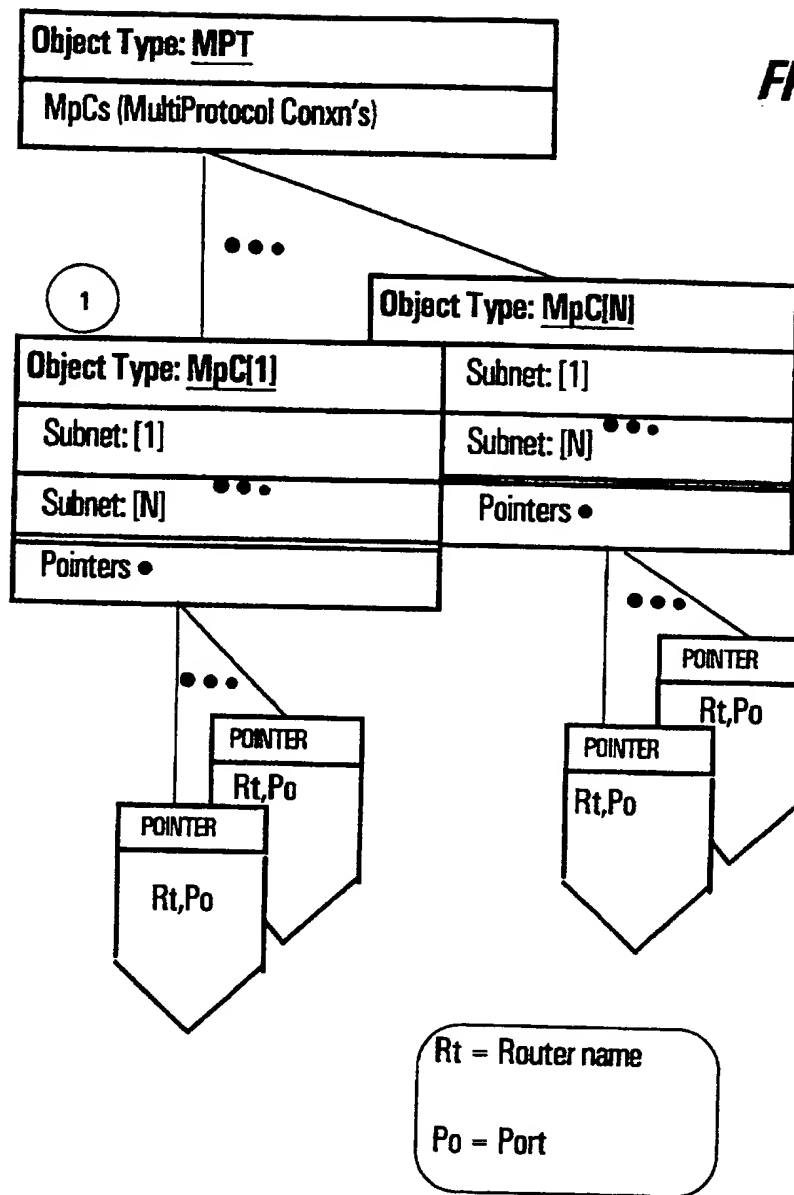 Object Type: MPT
MpCs (MultiProtocol Conxn's)
1
Object Type: MpC[N]
Subnet: [1]
Subnet: [N]
Pointers
Object Type: MpC[1]
Subnet: [1]
Subnet: [N]
Pointers
POINTER
Rt,Po
POINTER
Rt,Po
POINTER
Rt,Po
POINTER
Rt,Po
Rt = Router name
Po = Port